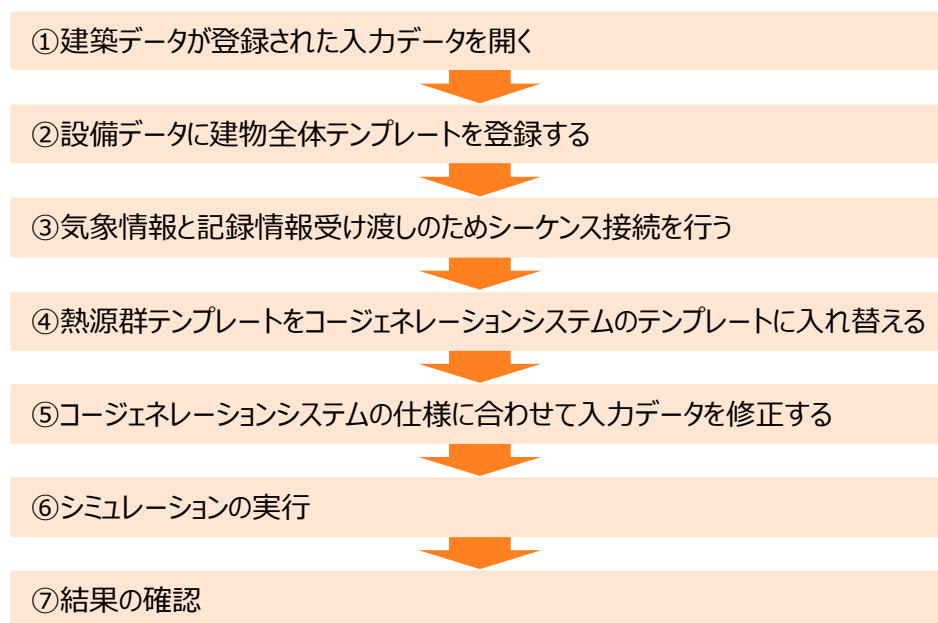 ①建築データが登録された入力データを開く
②設備データに建物全体テンプレートを登録する
③気象情報と記録情報受け渡しのためシーケンス接続を行う
④熱源群テンプレートをコージェネレーションシステムのテンプレートに入れ替える
⑤コージェネレーションシステムの仕様に合わせて入力データを修正する
⑥シミュレーションの実行
⑦結果の確認